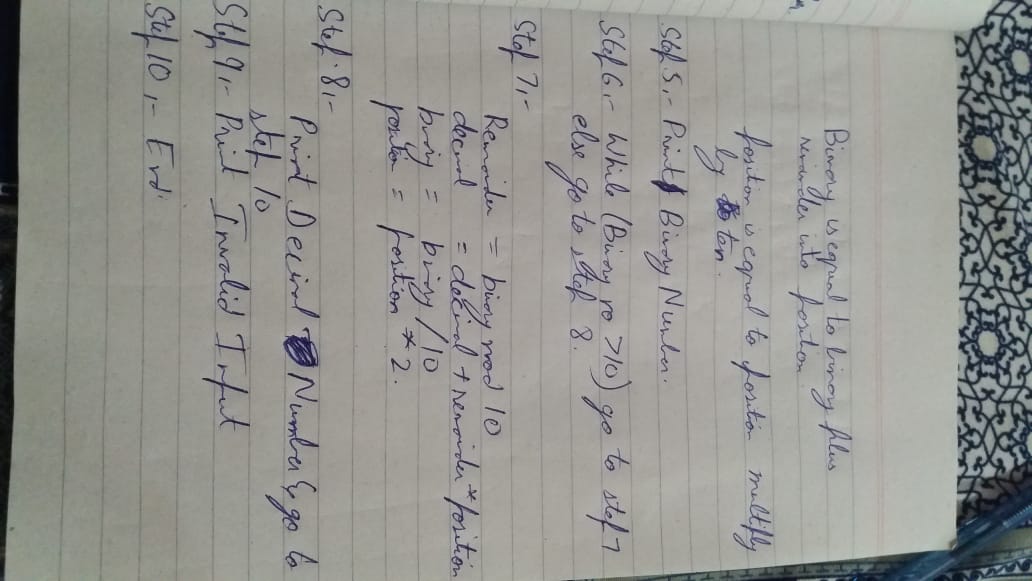 Binary is equal to binary plus
remainder into position
position is equal to position multiply
by ten.
Step 5,- Print Binary Number.
Step 6,- While (Binary no >10) go to step 7
else go to step 8.
Step 7,-
Remainder = binary mod 10
decimal = decimal + remainder * position
binary = binary / 10
position = position * 2.
Step 8,-
Print Decimal Number & go to
step 10
Step 9,- Print Invalid Input
Step 10,- End.